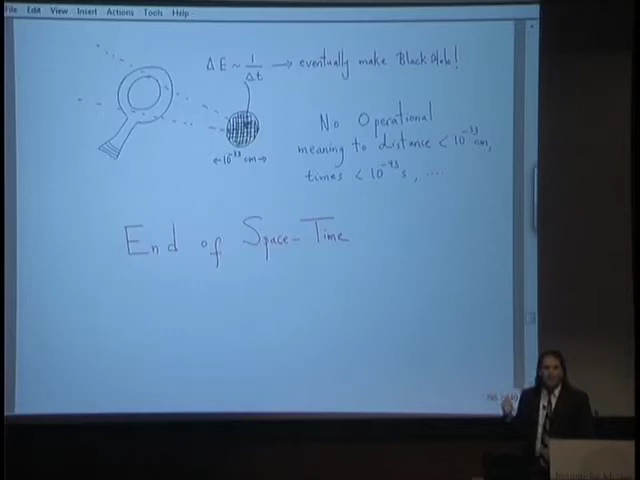 File Edit View Insert Actions Tools Help
Δ E ~ 1/Δt → eventually make Black Hole!
No Operational
meaning to distance < 10⁻³³ cm,
← 10⁻³³ cm →
times < 10⁻⁴³ s, ....
End of Space-Time